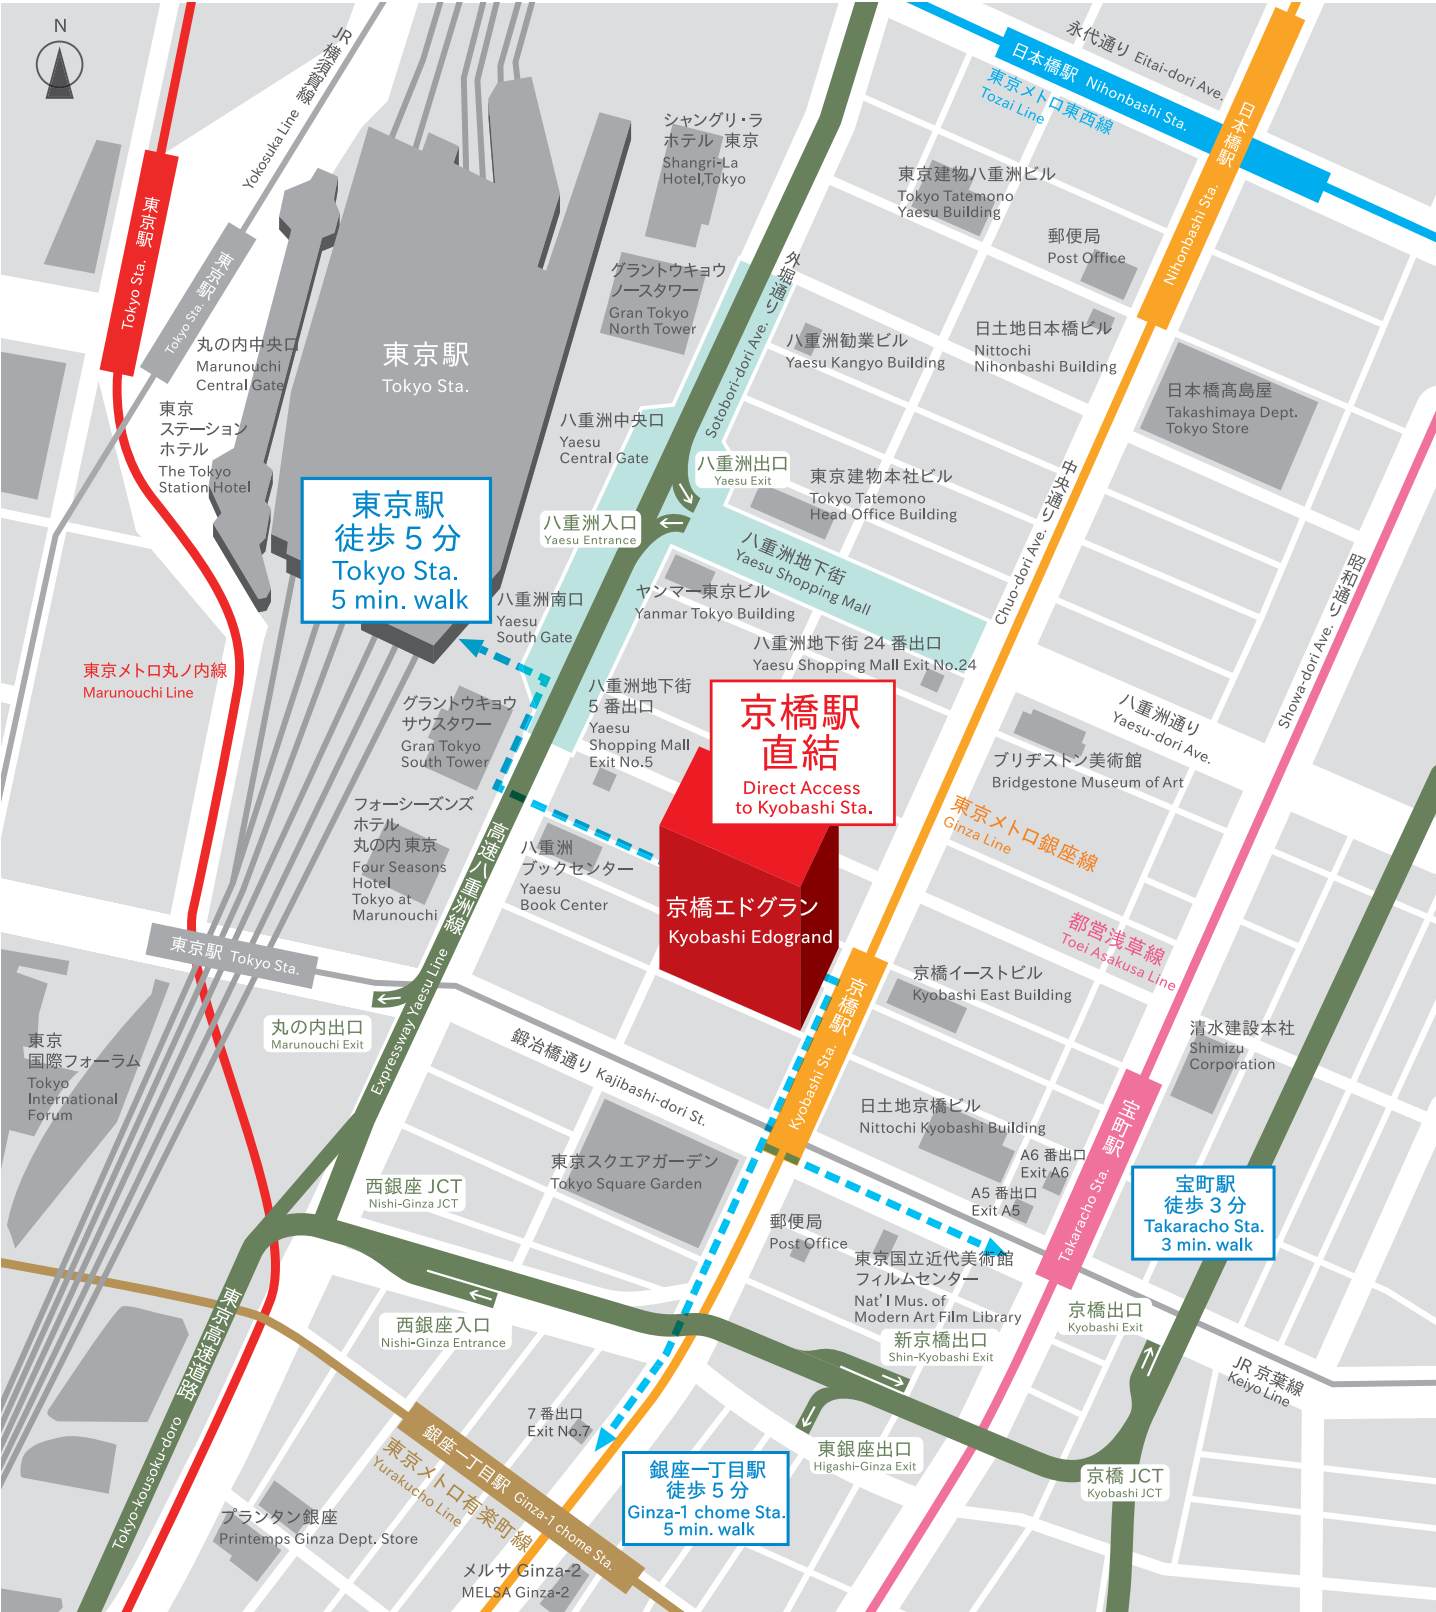 N
JR 横須賀線
Yokosuka Line
永代通り Eitai-dori Ave.
日本橋駅 Nihonbashi Sta.
東京メトロ東西線
Tozai Line
日本橋駅
Nihonbashi Sta.
シャングリ・ラ
ホテル 東京
Shangri-La
Hotel,Tokyo
東京建物八重洲ビル
Tokyo Tatemono
Yaesu Building
郵便局
Post Office
東京駅
Tokyo Sta.
東京駅
Tokyo Sta.
グラントウキョウ
ノースタワー
Gran Tokyo
North Tower
外堀通り
Sotobori-dori Ave.
八重洲勧業ビル
Yaesu Kangyo Building
日土地日本橋ビル
Nittochi
Nihonbashi Building
丸の内中央口
Marunouchi
Central Gate
東京駅
Tokyo Sta.
日本橋髙島屋
Takashimaya Dept.
Tokyo Store
東京
ステーション
ホテル
The Tokyo
Station Hotel
八重洲中央口
Yaesu
Central Gate
八重洲出口
Yaesu Exit
東京建物本社ビル
Tokyo Tatemono
Head Office Building
中央通り
Chuo-dori Ave.
東京駅
徒歩 5 分
Tokyo Sta.
5 min. walk
八重洲入口
Yaesu Entrance
八重洲地下街
Yaesu Shopping Mall
昭和通り
Showa-dori Ave.
八重洲南口
Yaesu
South Gate
ヤンマー東京ビル
Yanmar Tokyo Building
八重洲地下街 24 番出口
Yaesu Shopping Mall Exit No.24
東京メトロ丸ノ内線
Marunouchi Line
グラントウキョウ
サウスタワー
Gran Tokyo
South Tower
八重洲地下街
5 番出口
Yaesu
Shopping Mall
Exit No.5
京橋駅
直結
Direct Access
to Kyobashi Sta.
八重洲通り
Yaesu-dori Ave.
ブリヂストン美術館
Bridgestone Museum of Art
フォーシーズンズ
ホテル
丸の内 東京
Four Seasons
Hotel
Tokyo at
Marunouchi
高速八重洲線
Expressway Yaesu Line
八重洲
ブックセンター
Yaesu
Book Center
東京メトロ銀座線
Ginza Line
京橋エドグラン
Kyobashi Edogrand
都営浅草線
Toei Asakusa Line
東京駅 Tokyo Sta.
京橋駅
Kyobashi Sta.
京橋イーストビル
Kyobashi East Building
丸の内出口
Marunouchi Exit
鍛冶橋通り Kajibashi-dori St.
清水建設本社
Shimizu
Corporation
東京
国際フォーラム
Tokyo
International
Forum
日土地京橋ビル
Nittochi Kyobashi Building
宝町駅
Takaracho Sta.
東京スクエアガーデン
Tokyo Square Garden
A6 番出口
Exit A6
A5 番出口
Exit A5
宝町駅
徒歩 3 分
Takaracho Sta.
3 min. walk
西銀座 JCT
Nishi-Ginza JCT
郵便局
Post Office
東京国立近代美術館
フィルムセンター
Nat'l Mus. of
Modern Art Film Library
東京高速道路
Tokyo-kousoku-doro
西銀座入口
Nishi-Ginza Entrance
京橋出口
Kyobashi Exit
新京橋出口
Shin-Kyobashi Exit
JR 京葉線
Keiyo Line
7 番出口
Exit No.7
銀座一丁目駅 Ginza-1 chome Sta.
東京メトロ有楽町線
Yurakucho Line
銀座一丁目駅
徒歩 5 分
Ginza-1 chome Sta.
5 min. walk
東銀座出口
Higashi-Ginza Exit
京橋 JCT
Kyobashi JCT
プランタン銀座
Printemps Ginza Dept. Store
メルサ Ginza-2
MELSA Ginza-2